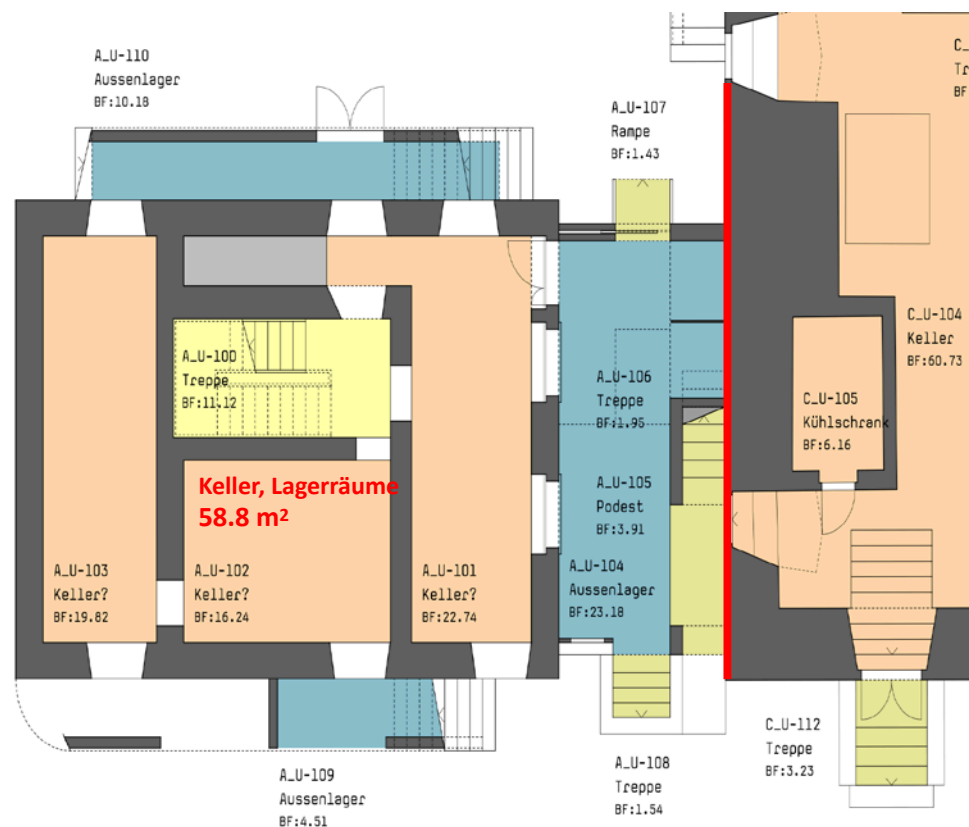 A_U-110
Aussenlager
BF:10.18
A_U-107
Rampe
BF:1.43
C_
Tr
BF
A_U-100
Treppe
BF:11.12
A_U-106
Treppe
BF:1.95
C_U-104
Keller
BF:60.73
C_U-105
Kühlschrank
BF:6.16
Keller, Lagerräume
58.8 m²
A_U-105
Podest
BF:3.91
A_U-103
Keller?
BF:19.82
A_U-102
Keller?
BF:16.24
A_U-101
Keller?
BF:22.74
A_U-104
Aussenlager
BF:23.18
C_U-112
Treppe
BF:3.23
A_U-109
Aussenlager
BF:4.51
A_U-108
Treppe
BF:1.54